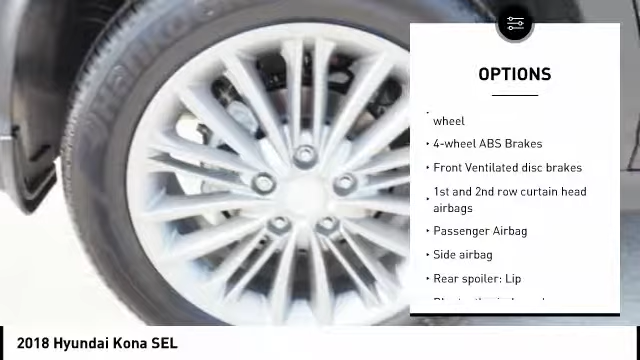 Hankook
OPTIONS
wheel
4-wheel ABS Brakes
Front Ventilated disc brakes
1st and 2nd row curtain head
airbags
Passenger Airbag
Side airbag
Rear spoiler: Lip
2018 Hyundai Kona SEL